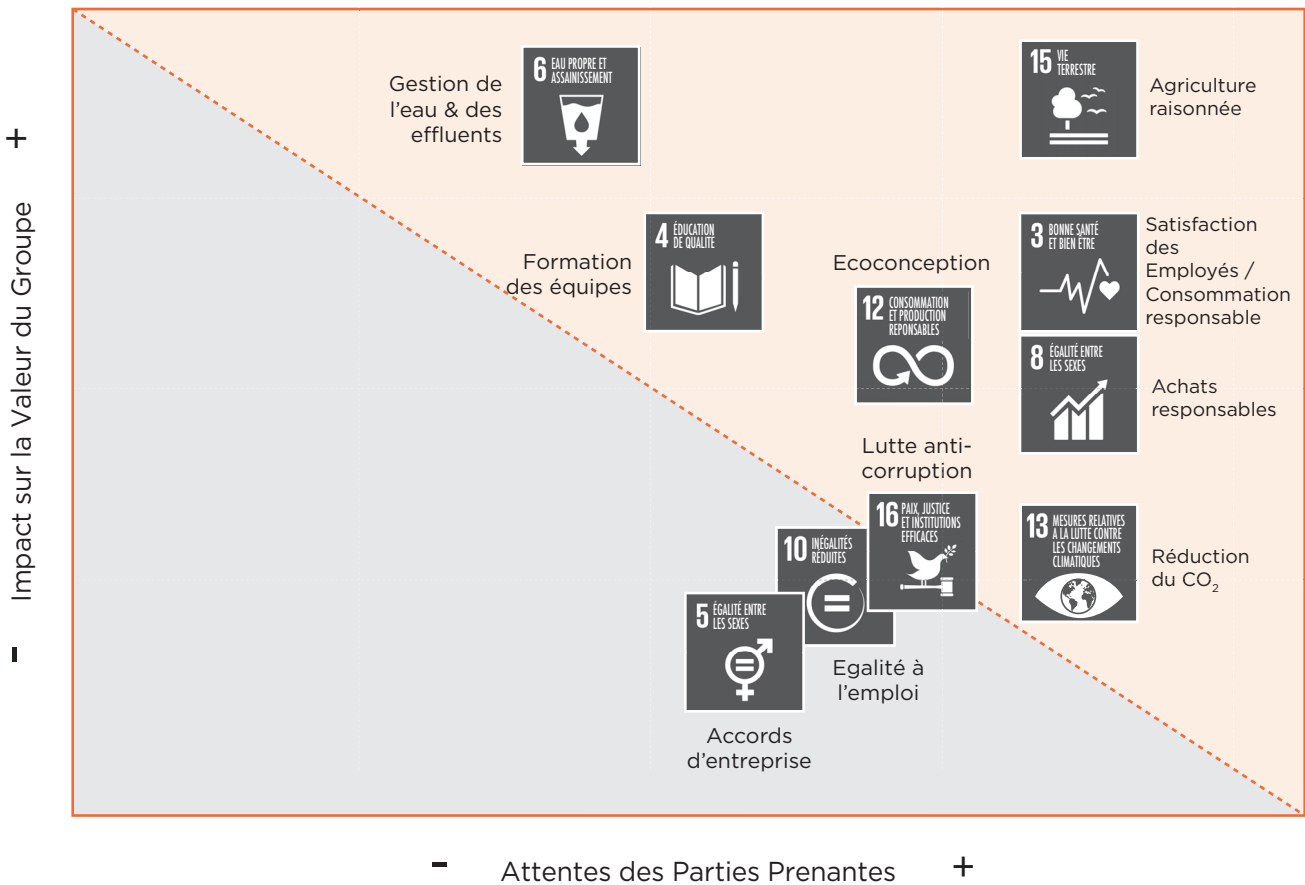 Impact sur la Valeur du Groupe
+
-
Gestion de
l'eau & des
effluents
6 EAU PROPRE ET
ASSAINISSEMENT
15 VIE
TERRESTRE
Agriculture
raisonnée
Formation
des équipes
4 ÉDUCATION
DE QUALITÉ
Ecoconception
12 CONSOMMATION
ET PRODUCTION
REPONSABLES
3 BONNE SANTÉ
ET BIEN ÊTRE
Satisfaction
des
Employés /
Consommation
responsable
8 ÉGALITÉ ENTRE
LES SEXES
Achats
responsables
Lutte anti-
corruption
16 PAIX, JUSTICE
ET INSTITUTIONS
EFFICACES
13 MESURES RELATIVES
A LA LUTTE CONTRE
LES CHANGEMENTS
CLIMATIQUES
Réduction
du CO₂
10 INÉGALITÉS
RÉDUITES
5 ÉGALITÉ ENTRE
LES SEXES
Egalité à
l'emploi
Accords
d'entreprise
- Attentes des Parties Prenantes +